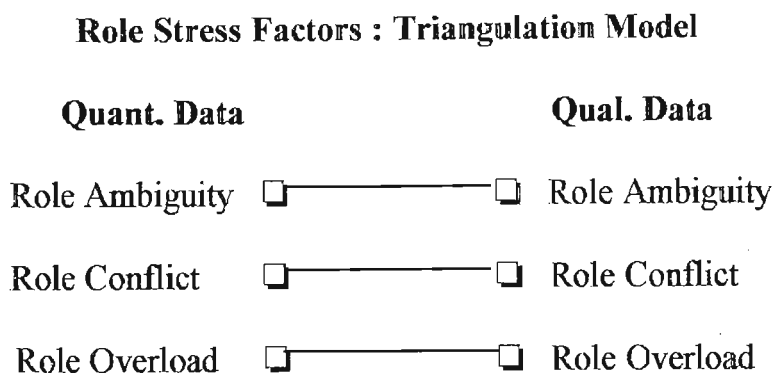 Role Stress Factors : Triangulation Model
Quant. Data Qual. Data
Role Ambiguity Role Ambiguity
Role Conflict Role Conflict
Role Overload Role Overload